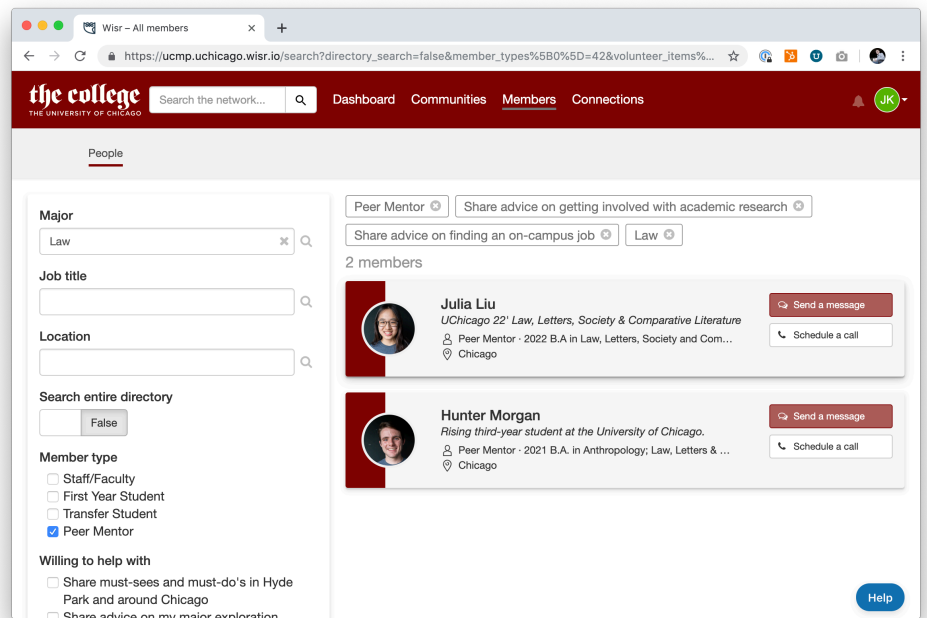 Wisr – All members
https://ucmp.uchicago.wisr.io/search?directory_search=false&member_types%5B0%5D=42&volunteer_items%...
the college
THE UNIVERSITY OF CHICAGO
Search the network...
Dashboard Communities Members Connections
JK
People
Major
Law
Job title
Location
Search entire directory
False
Member type
Staff/Faculty
First Year Student
Transfer Student
Peer Mentor
Willing to help with
Share must-sees and must-do's in Hyde
Park and around Chicago
Share advice on my major exploration
Peer Mentor Share advice on getting involved with academic research
Share advice on finding an on-campus job Law
2 members
Julia Liu
UChicago 22' Law, Letters, Society & Comparative Literature
Peer Mentor · 2022 B.A in Law, Letters, Society and Com...
Chicago
Send a message
Schedule a call
Hunter Morgan
Rising third-year student at the University of Chicago.
Peer Mentor · 2021 B.A. in Anthropology; Law, Letters & ...
Chicago
Send a message
Schedule a call
Help